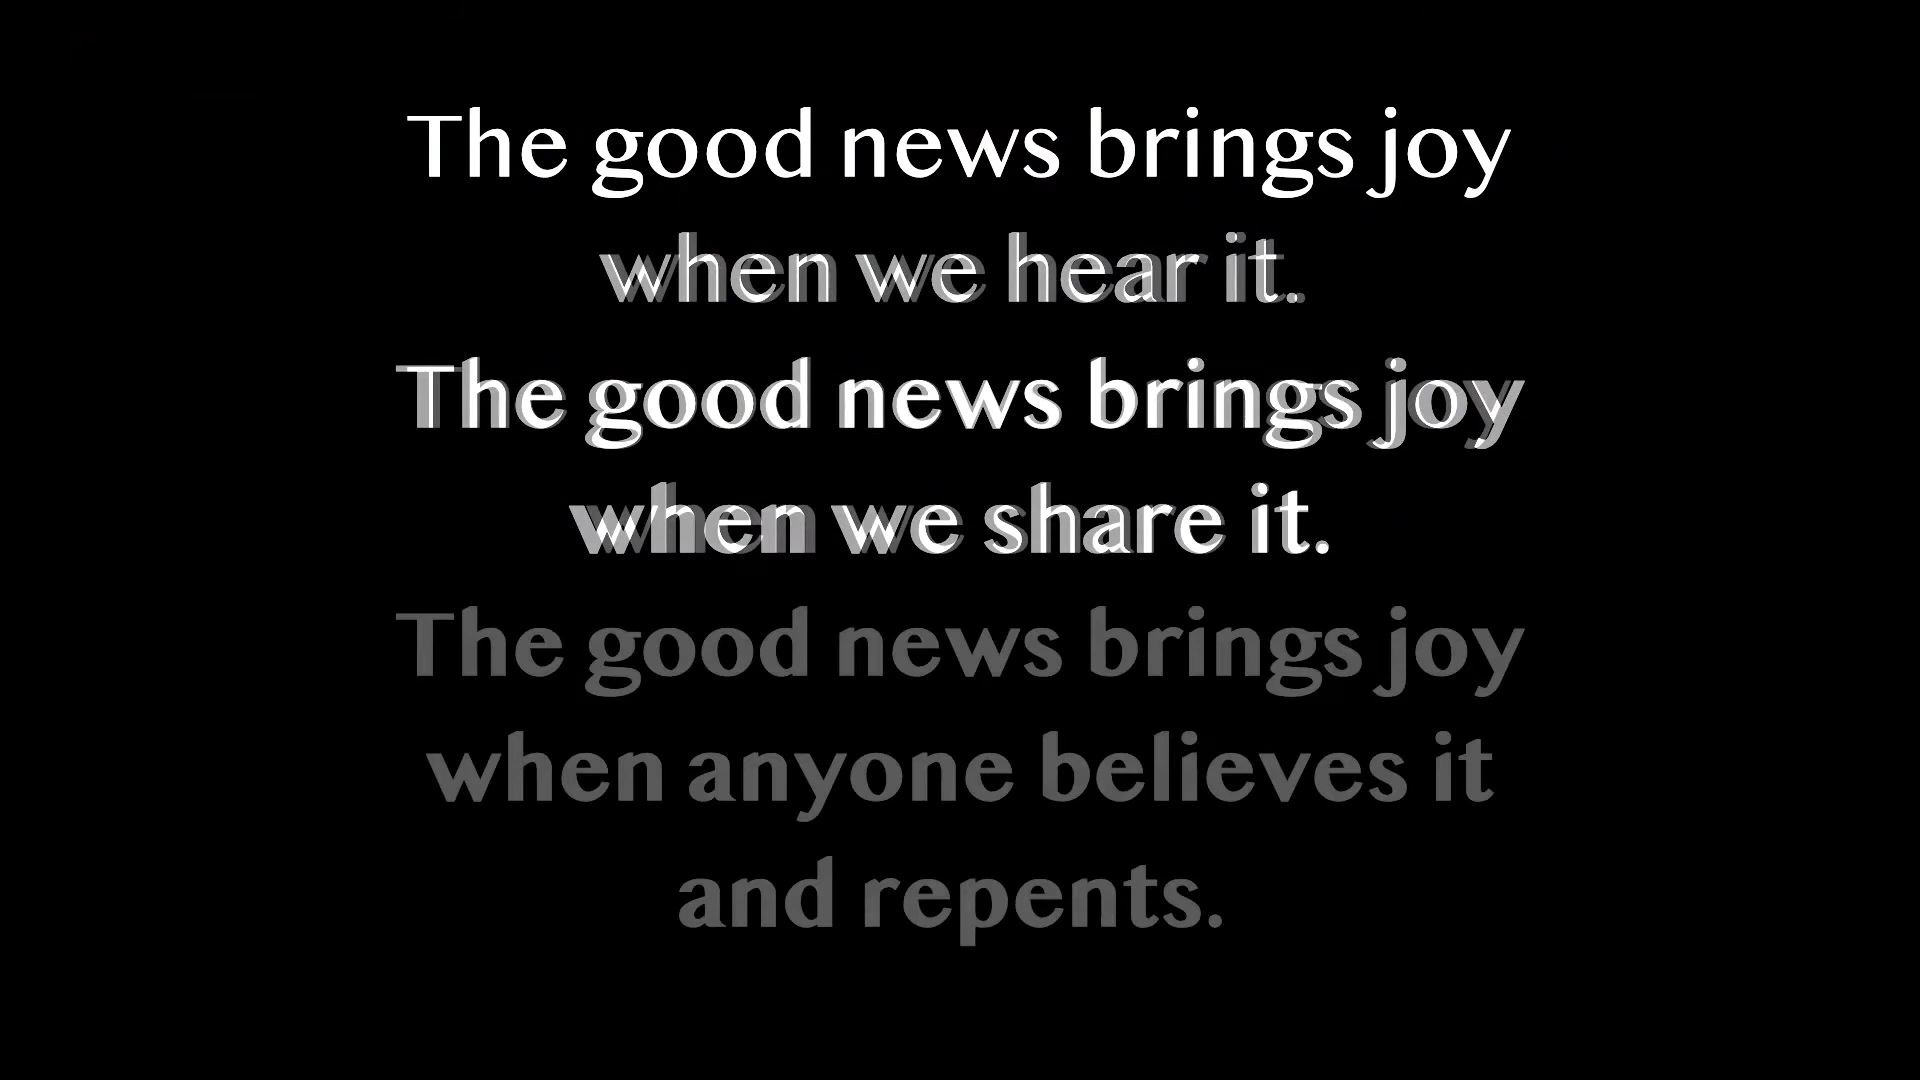 The good news brings joy
when we hear it.
The good news brings joy
when we share it.
The good news brings joy
when anyone believes it
and repents.